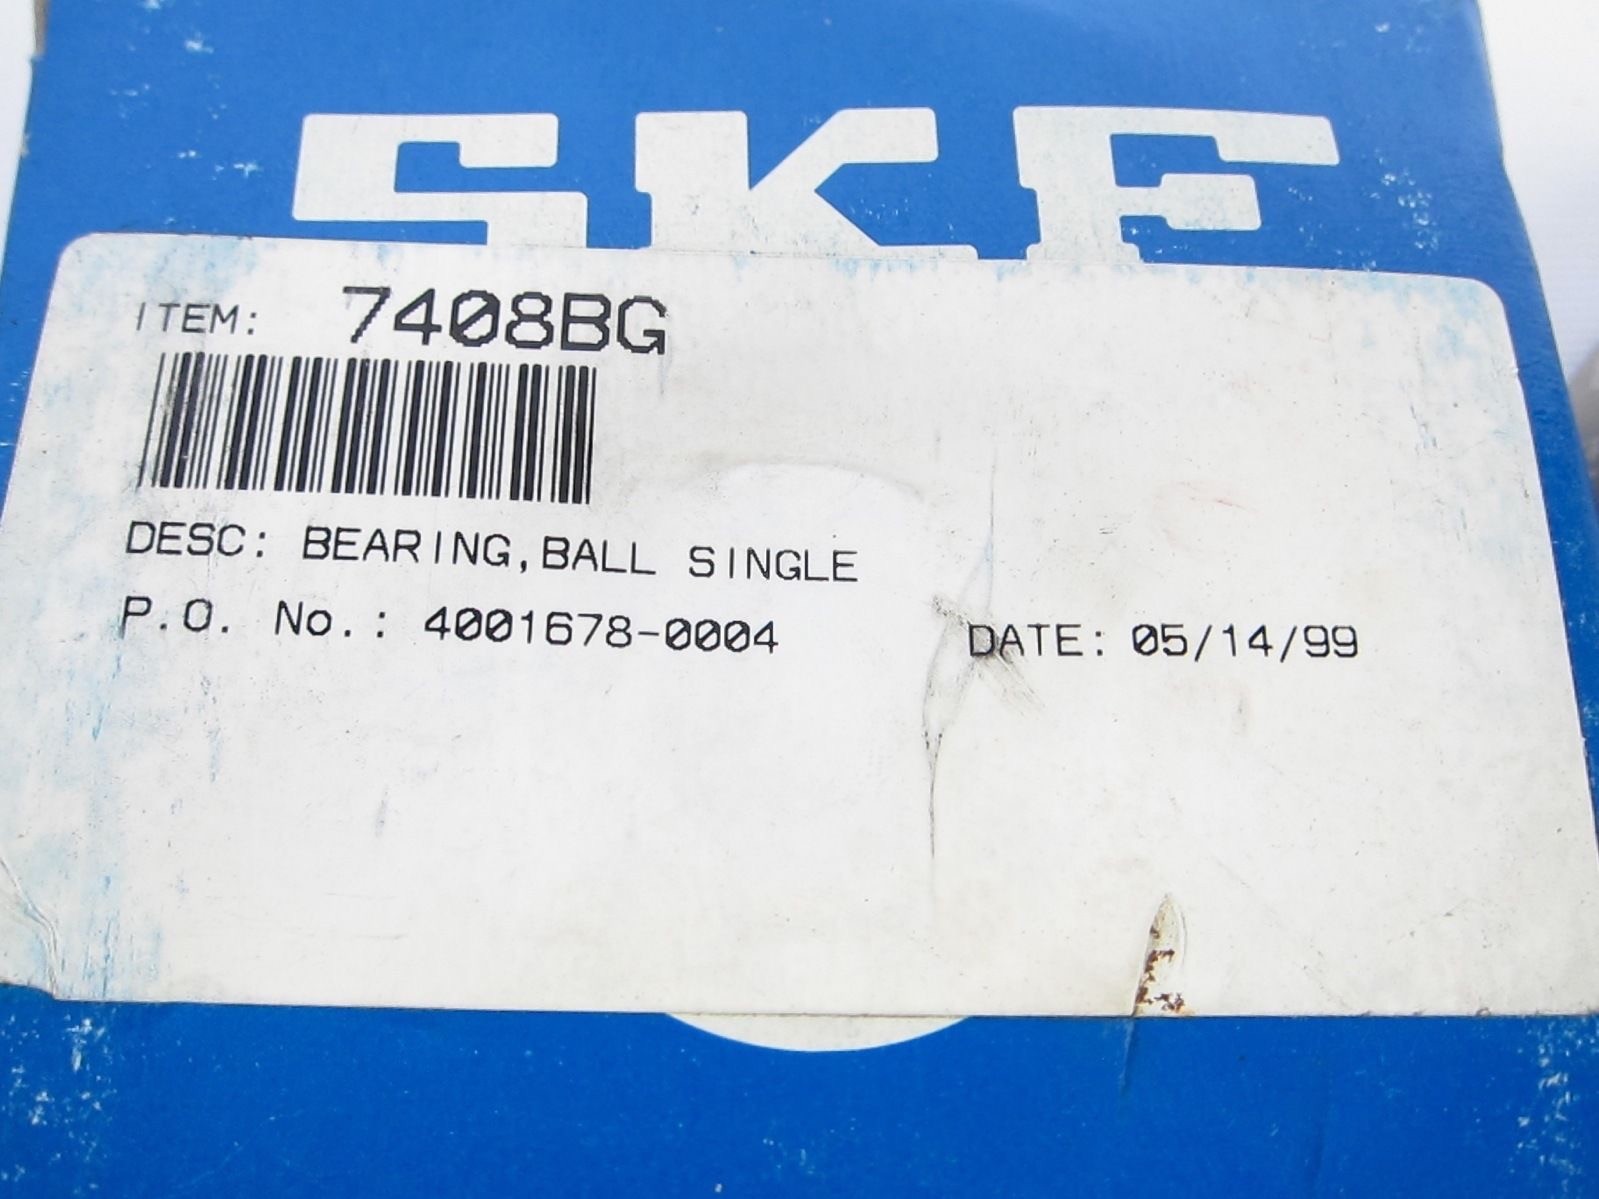 SKF
ITEM: 7408BG
DESC: BEARING,BALL SINGLE
P.O. No.: 4001678-0004 DATE: 05/14/99